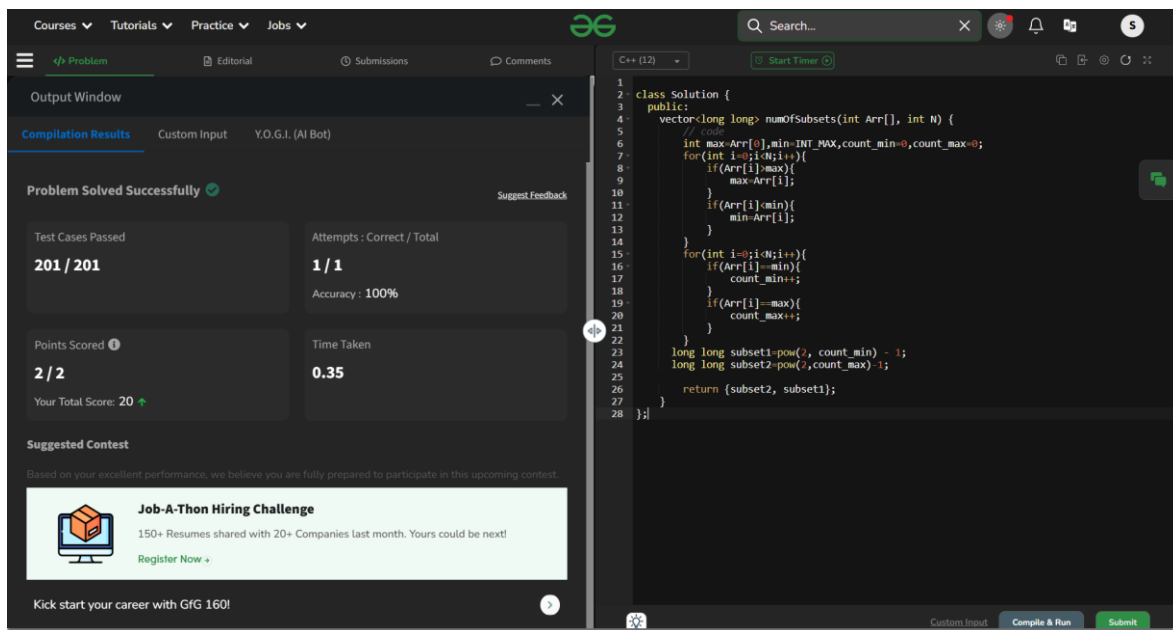 Courses Tutorials Practice Jobs
Search...
S
</> Problem Editorial Submissions Comments
Output Window
Compilation Results Custom Input Y.O.G.I. (AI Bot)
Problem Solved Successfully
Suggest Feedback
Test Cases Passed
201 / 201
Attempts : Correct / Total
1 / 1
Accuracy : 100%
Points Scored
2 / 2
Your Total Score: 20
Time Taken
0.35
Suggested Contest
Based on your excellent performance, we believe you are fully prepared to participate in this upcoming contest.
Job-A-Thon Hiring Challenge
150+ Resumes shared with 20+ Companies last month. Yours could be next!
Register Now
Kick start your career with GfG 160!
C++ (12) Start Timer
1
2 class Solution {
3 public:
4 vector<long long> numOfSubsets(int Arr[], int N) {
5 // code
6 int max=Arr[0],min=INT_MAX,count_min=0,count_max=0;
7 for(int i=0;i<N;i++){
8 if(Arr[i]>max){
9 max=Arr[i];
10 }
11 if(Arr[i]<min){
12 min=Arr[i];
13 }
14 }
15 for(int i=0;i<N;i++){
16 if(Arr[i]==min){
17 count_min++;
18 }
19 if(Arr[i]==max){
20 count_max++;
21 }
22 }
23 long long subset1=pow(2, count_min) - 1;
24 long long subset2=pow(2,count_max)-1;
25
26 return {subset2, subset1};
27 }
28 };
Custom Input Compile & Run Submit